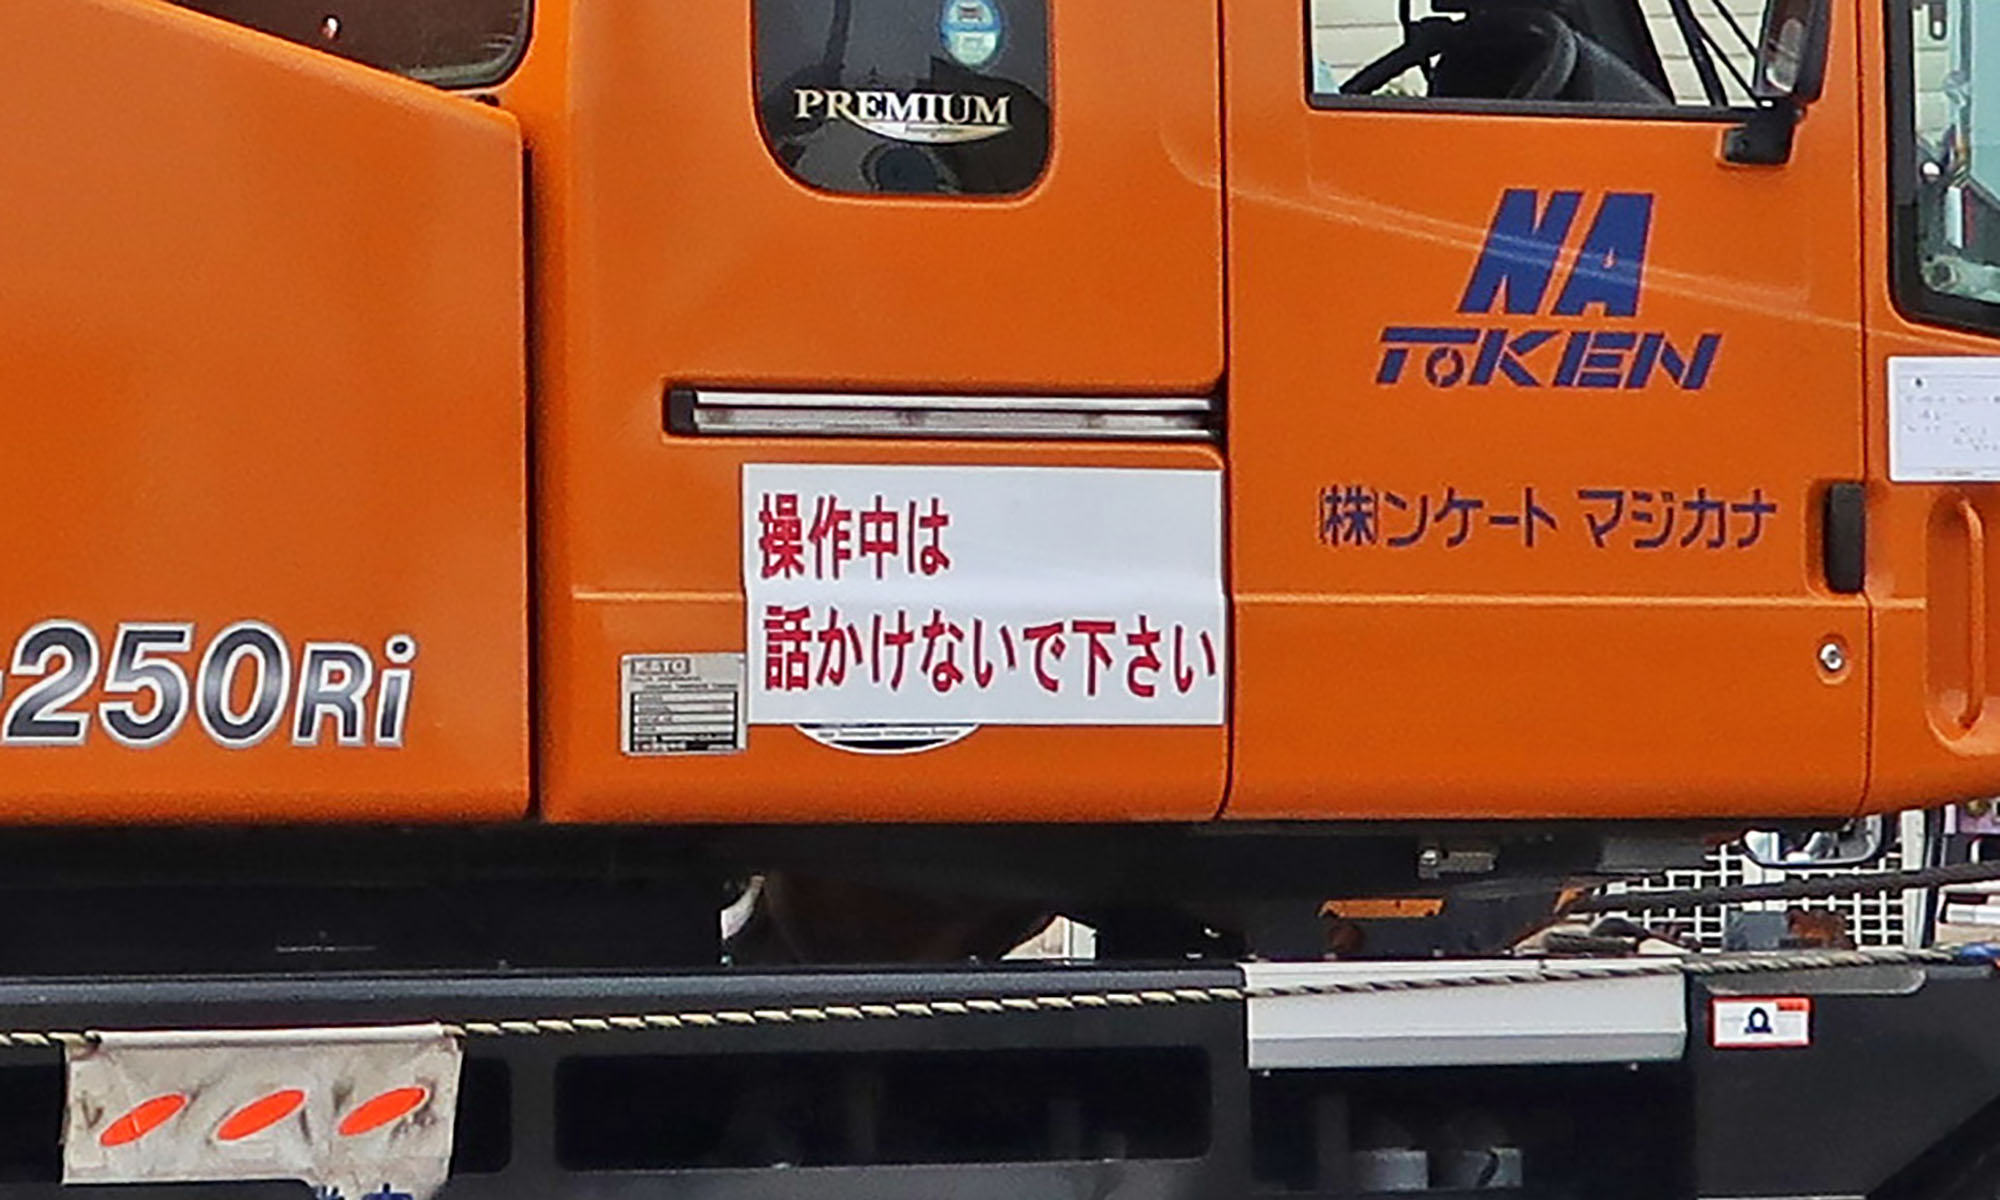 PREMIUM
NA
ToKEN
㈱ンケート マジカナ
操作中は
話かけないで下さい
250Ri
KATO